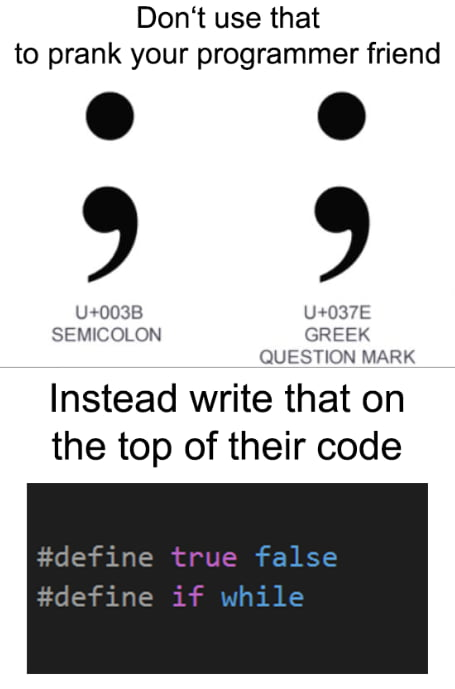 Don‘t use that
to prank your programmer friend
; ;
U+003B U+037E
SEMICOLON GREEK
QUESTION MARK
Instead write that on
the top of their code
#define true false
#define if while